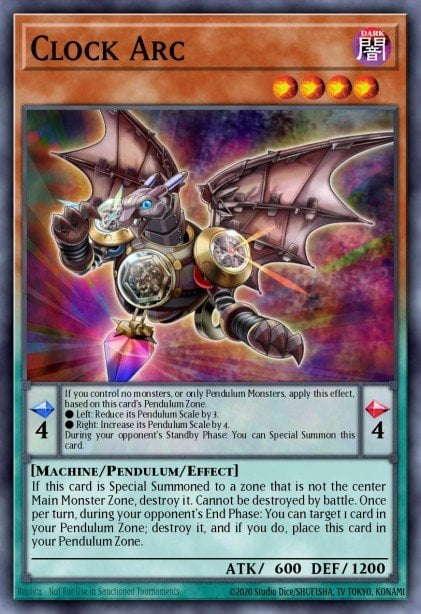 Clock Arc
DARK
闇
If you control no monsters, or only Pendulum Monsters, apply this effect,
based on this card's Pendulum Zone.
● Left: Reduce its Pendulum Scale by 3.
● Right: Increase its Pendulum Scale by 4.
During your opponent's Standby Phase: You can Special Summon this
card.
4
4
[Machine/Pendulum/Effect]
If this card is Special Summoned to a zone that is not the center
Main Monster Zone, destroy it. Cannot be destroyed by battle. Once
per turn, during your opponent's End Phase: You can target 1 card in
your Pendulum Zone; destroy it, and if you do, place this card in
your Pendulum Zone.
ATK/ 600 DEF/1200
Replica - Not For Use in Sanctioned Tournaments
©2020 Studio Dice/SHUEISHA, TV TOKYO, KONAMI